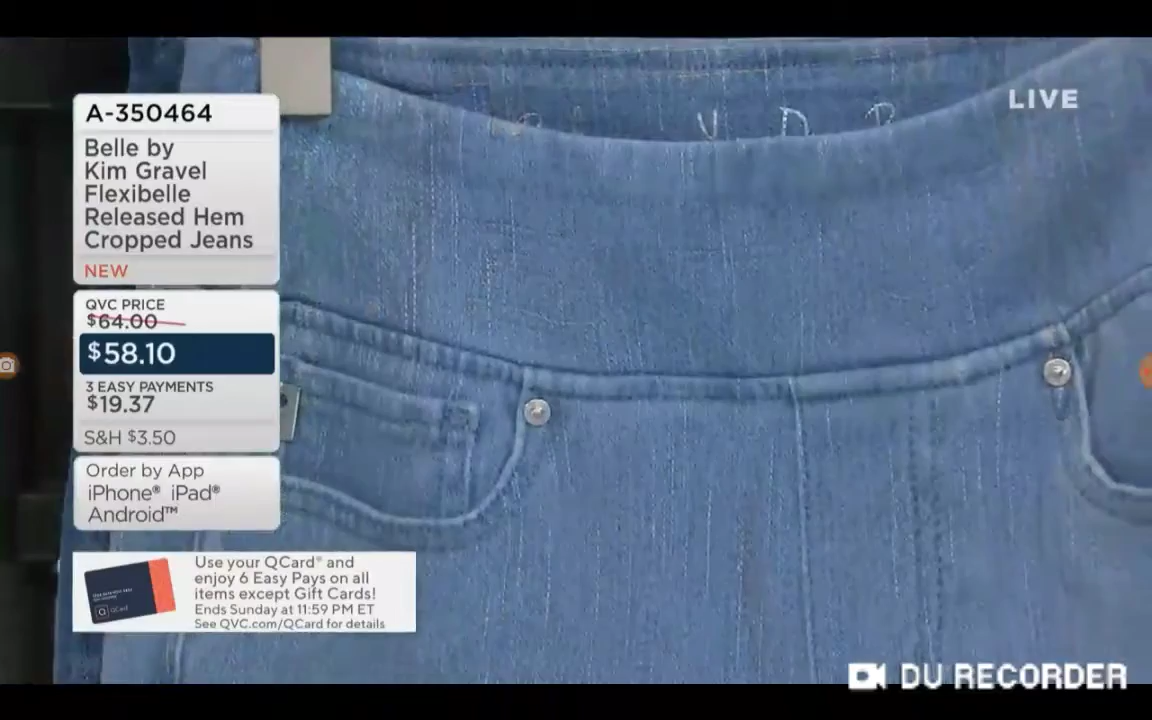 A-350464
Belle by
Kim Gravel
Flexibelle
Released Hem
Cropped Jeans
NEW
QVC PRICE
$64.00
$58.10
3 EASY PAYMENTS
$19.37
S&H $3.50
Order by App
iPhone® iPad®
Android™
Use your QCard® and
enjoy 6 Easy Pays on all
items except Gift Cards!
Ends Sunday at 11:59 PM ET
See QVC.com/QCard for details
QCard
LIVE
DU RECORDER